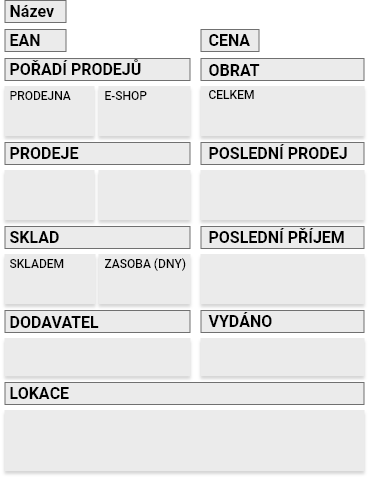 Název
EAN
CENA
POŘADÍ PRODEJŮ
OBRAT
PRODEJNA
E-SHOP
CELKEM
PRODEJE
POSLEDNÍ PRODEJ
SKLAD
POSLEDNÍ PŘÍJEM
SKLADEM
ZASOBA (DNY)
DODAVATEL
VYDÁNO
LOKACE